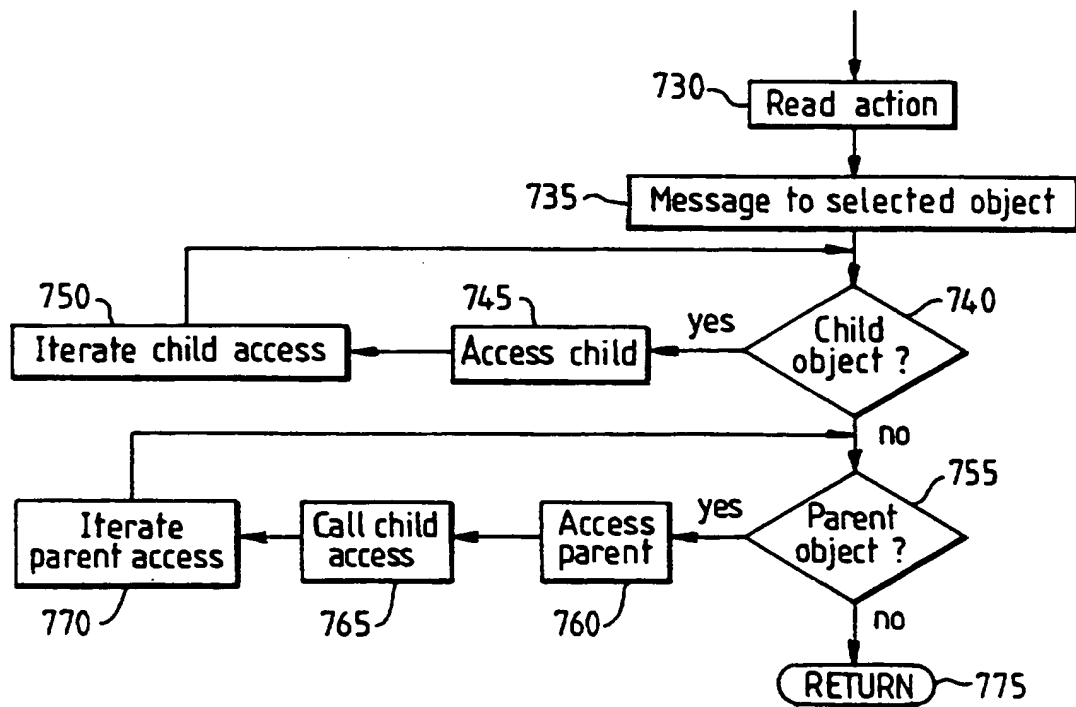 730
Read action
735
Message to selected object
750
745
740
yes
Iterate child access
Access child
Child
object ?
no
755
yes
Iterate
parent access
Call child
access
Access
parent
Parent
object ?
770
765
760
no
RETURN
775